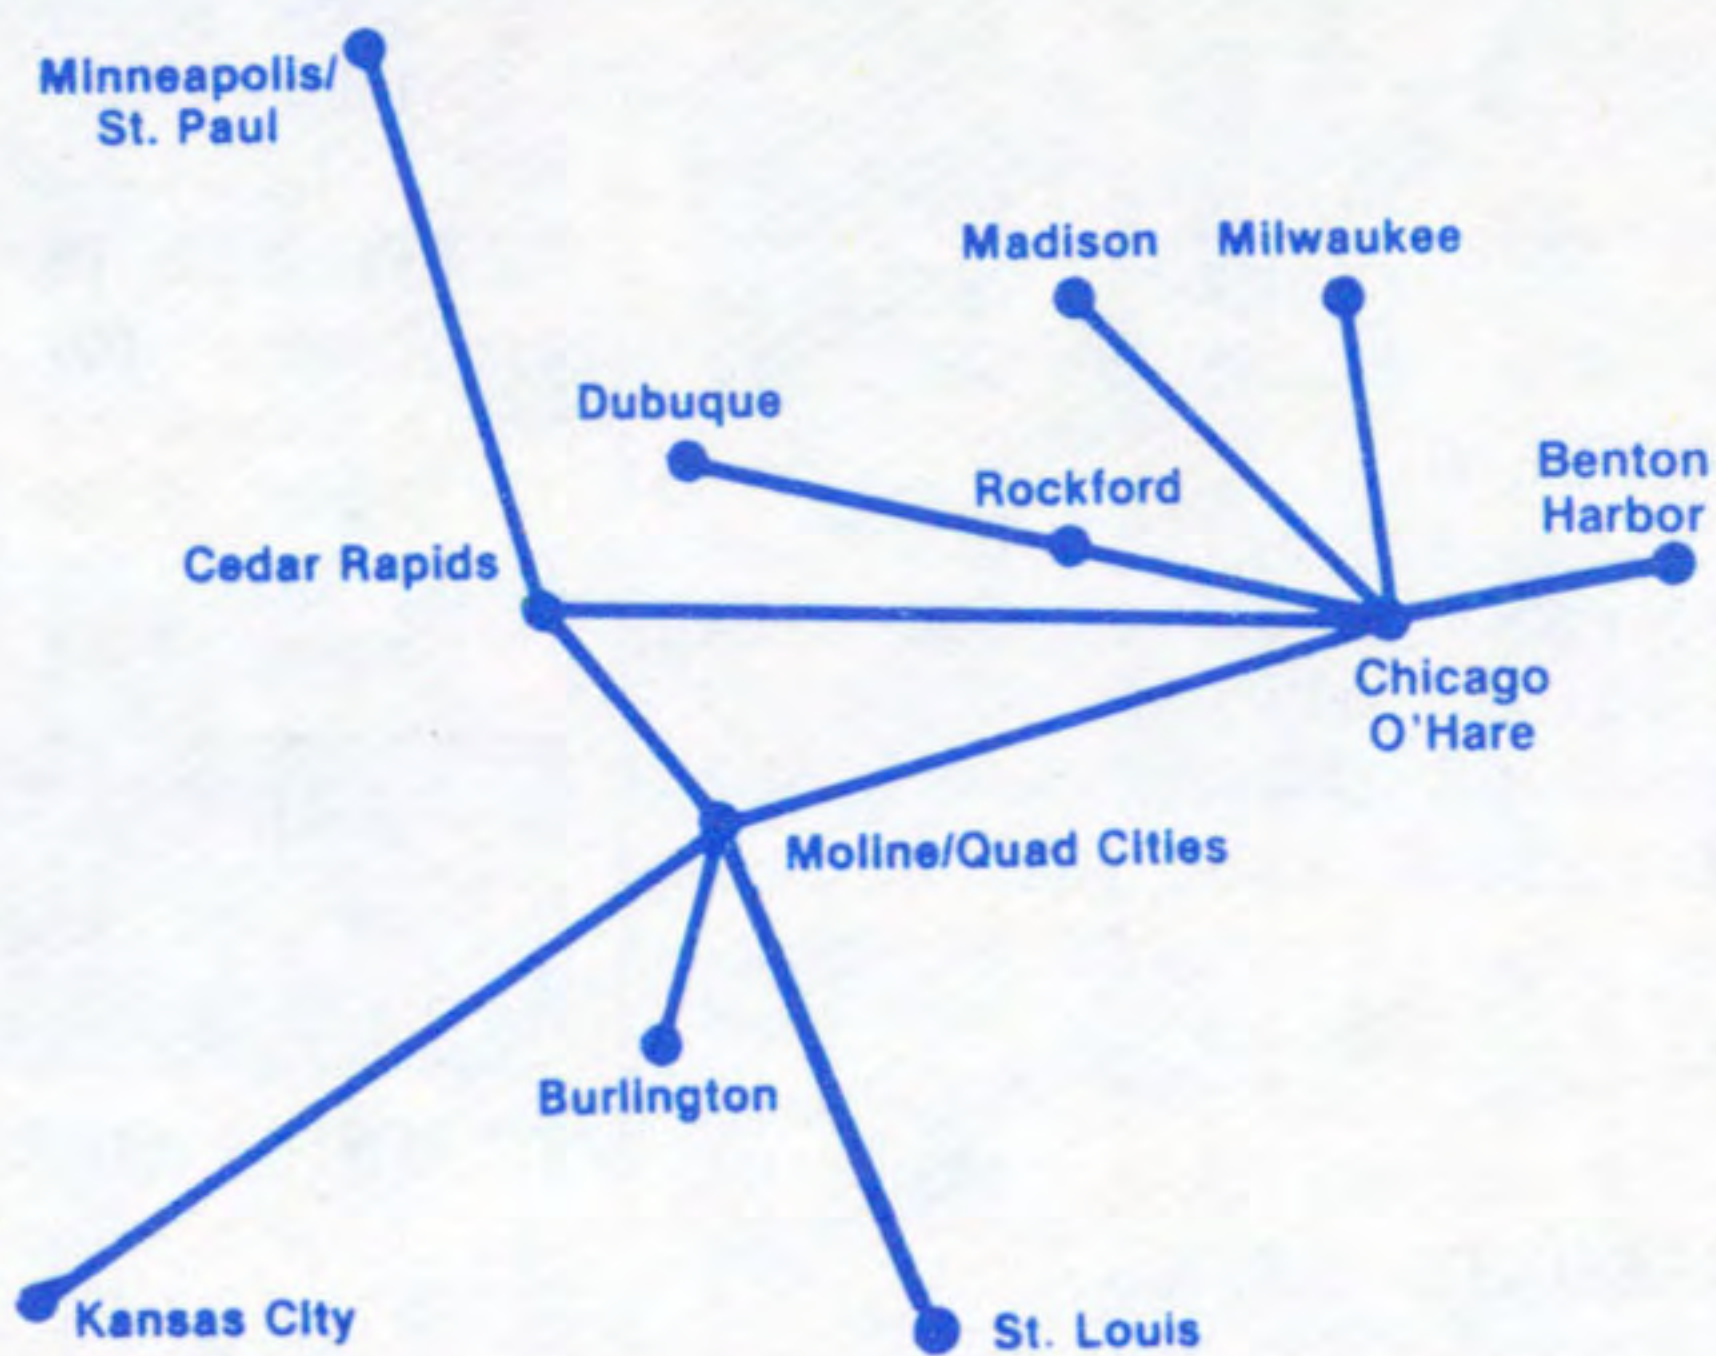 Minneapolis/
St. Paul
Madison
Milwaukee
Dubuque
Rockford
Benton
Harbor
Cedar Rapids
Chicago
O'Hare
Moline/Quad Cities
Burlington
Kansas City
St. Louis